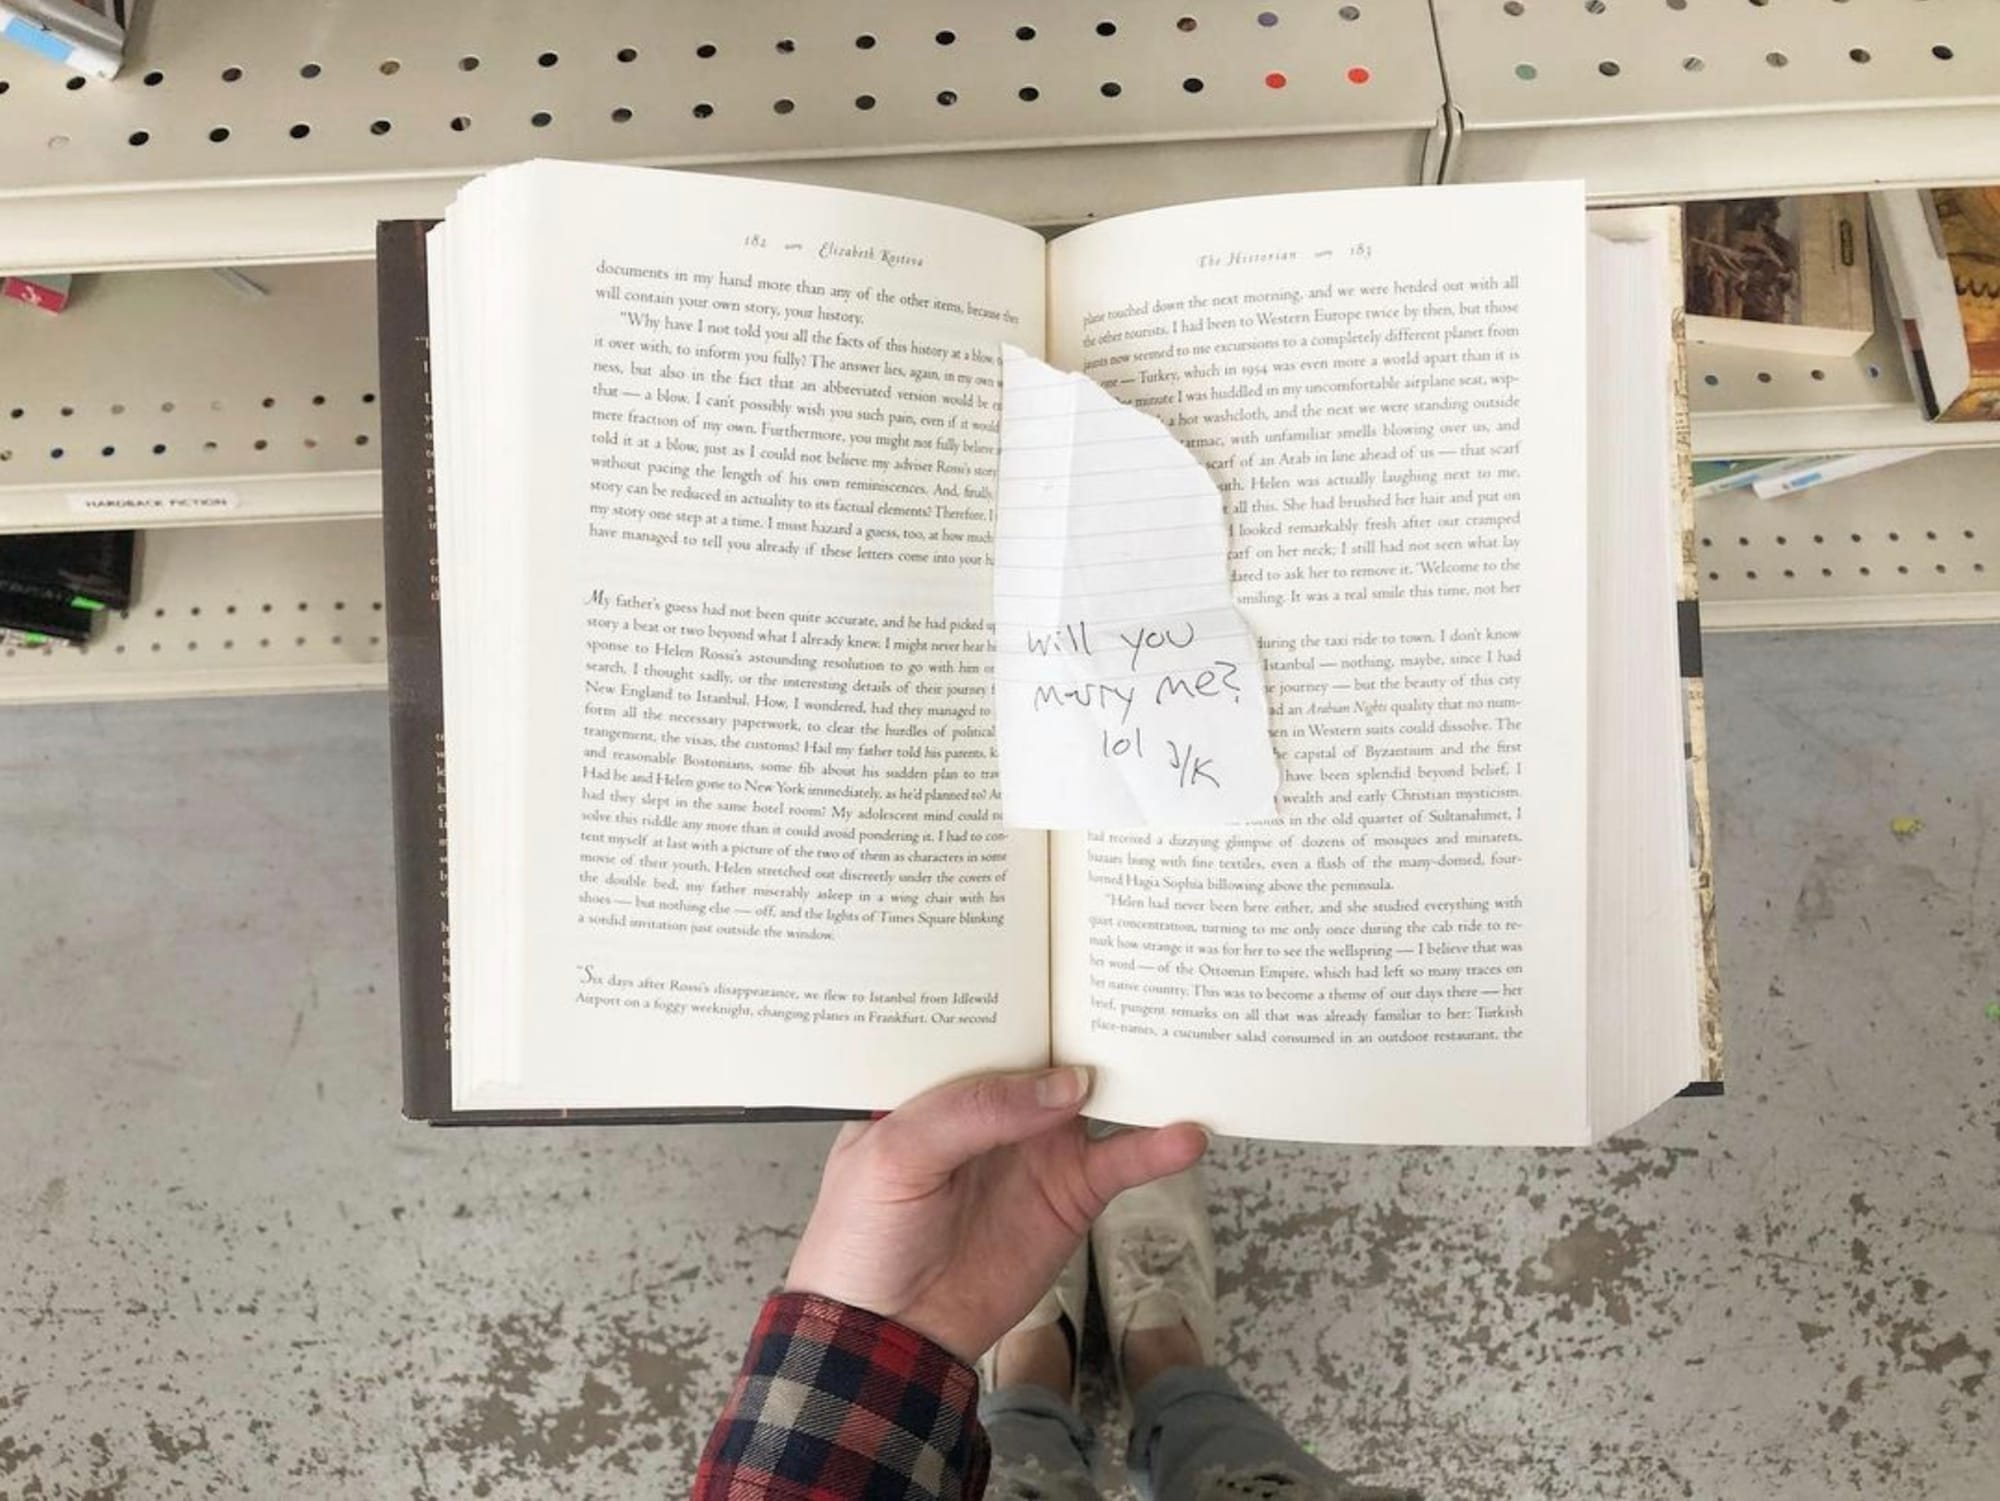 HARDBACK FICTION
182 Elizabeth Kostova
documents in my hand more than any of the other items, because they
will contain your own story, your history.
"Why have I not told you all the facts of this history at a blow,
it over with, to inform you fully? The answer lies, again, in my own
ness, but also in the fact that an abbreviated version would be
that — a blow. I can't possibly wish you such pain, even if it would
mere fraction of my own. Furthermore, you might not fully believe
told it at a blow, just as I could not believe my adviser Rossi's story
without pacing the length of his own reminiscences. And, finally,
story can be reduced in actuality to its factual elements? Therefore, I
my story one step at a time. I must hazard a guess, too, at how much
have managed to tell you already if these letters come into your
My father's guess had not been quite accurate, and he had picked
story a beat or two beyond what I already knew. I might never hear
sponse to Helen Rossi's astounding resolution to go with him
search, I thought sadly, or the interesting details of their journey
New England to Istanbul. How, I wondered, had they managed to
form all the necessary paperwork, to clear the hurdles of political
trangement, the visas, the customs? Had my father told his parents,
and reasonable Bostonians, some fib about his sudden plan to
Had he and Helen gone to New York immediately, as he'd planned to?
had they slept in the same hotel room? My adolescent mind could
solve this riddle any more than it could avoid pondering it. I had to con-
tent myself at last with a picture of the two of them as characters in some
movie of their youth, Helen stretched out discreetly under the covers of
the double bed, my father miserably asleep in a wing chair with his
shoes — but nothing else — off, and the lights of Times Square blinking
a sordid invitation just outside the window.
"Six days after Rossi's disappearance, we flew to Istanbul from Idlewild
Airport on a foggy weeknight, changing planes in Frankfurt. Our second
will you
marry me?
lol J/K
The Historian 183
plane touched down the next morning, and we were herded out with all
the other tourists. I had been to Western Europe twice by then, but those
jaunts now seemed to me excursions to a completely different planet from
— Turkey, which in 1954 was even more a world apart than it is
minute I was huddled in my uncomfortable airplane seat, wip-
a hot washcloth, and the next we were standing outside
tarmac, with unfamiliar smells blowing over us, and
scarf of an Arab in line ahead of us — that scarf
Helen was actually laughing next to me,
all this. She had brushed her hair and put on
looked remarkably fresh after our cramped
on her neck; I still had not seen what lay
dared to ask her to remove it. "Welcome to the
smiling. It was a real smile this time, not her
during the taxi ride to town. I don't know
Istanbul — nothing, maybe, since I had
journey — but the beauty of this city
an Arabian Nights quality that no num-
in Western suits could dissolve. The
capital of Byzantium and the first
have been splendid beyond belief, I
wealth and early Christian mysticism.
in the old quarter of Sultanahmet, I
had received a dizzying glimpse of dozens of mosques and minarets,
bazaars hung with fine textiles, even a flash of the many-domed, four-
horned Hagia Sophia billowing above the peninsula.
"Helen had never been here either, and she studied everything with
quiet concentration, turning to me only once during the cab ride to re-
mark how strange it was for her to see the wellspring — I believe that was
her word — of the Ottoman Empire, which had left so many traces on
her native country. This was to become a theme of our days there — her
brief, pungent remarks on all that was already familiar to her: Turkish
place-names, a cucumber salad consumed in an outdoor restaurant, the